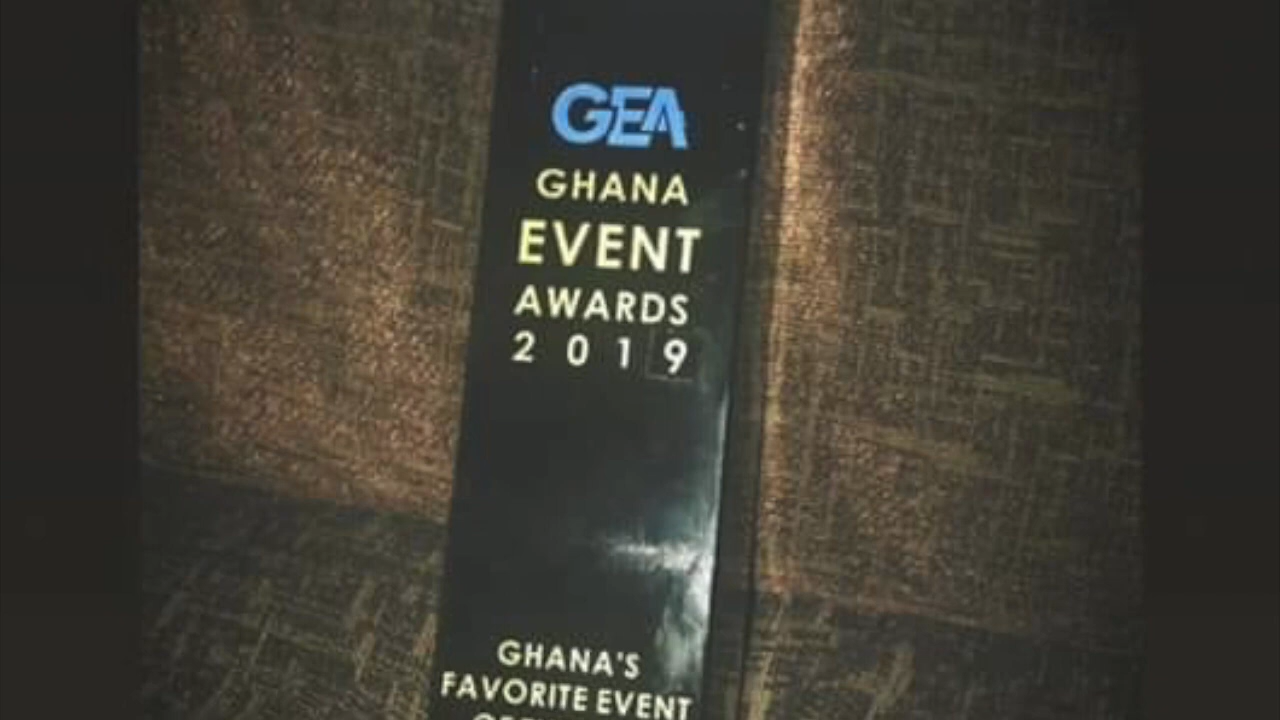 GEA
GHANA
EVENT
AWARDS
2019
GHANA'S
FAVORITE EVENT